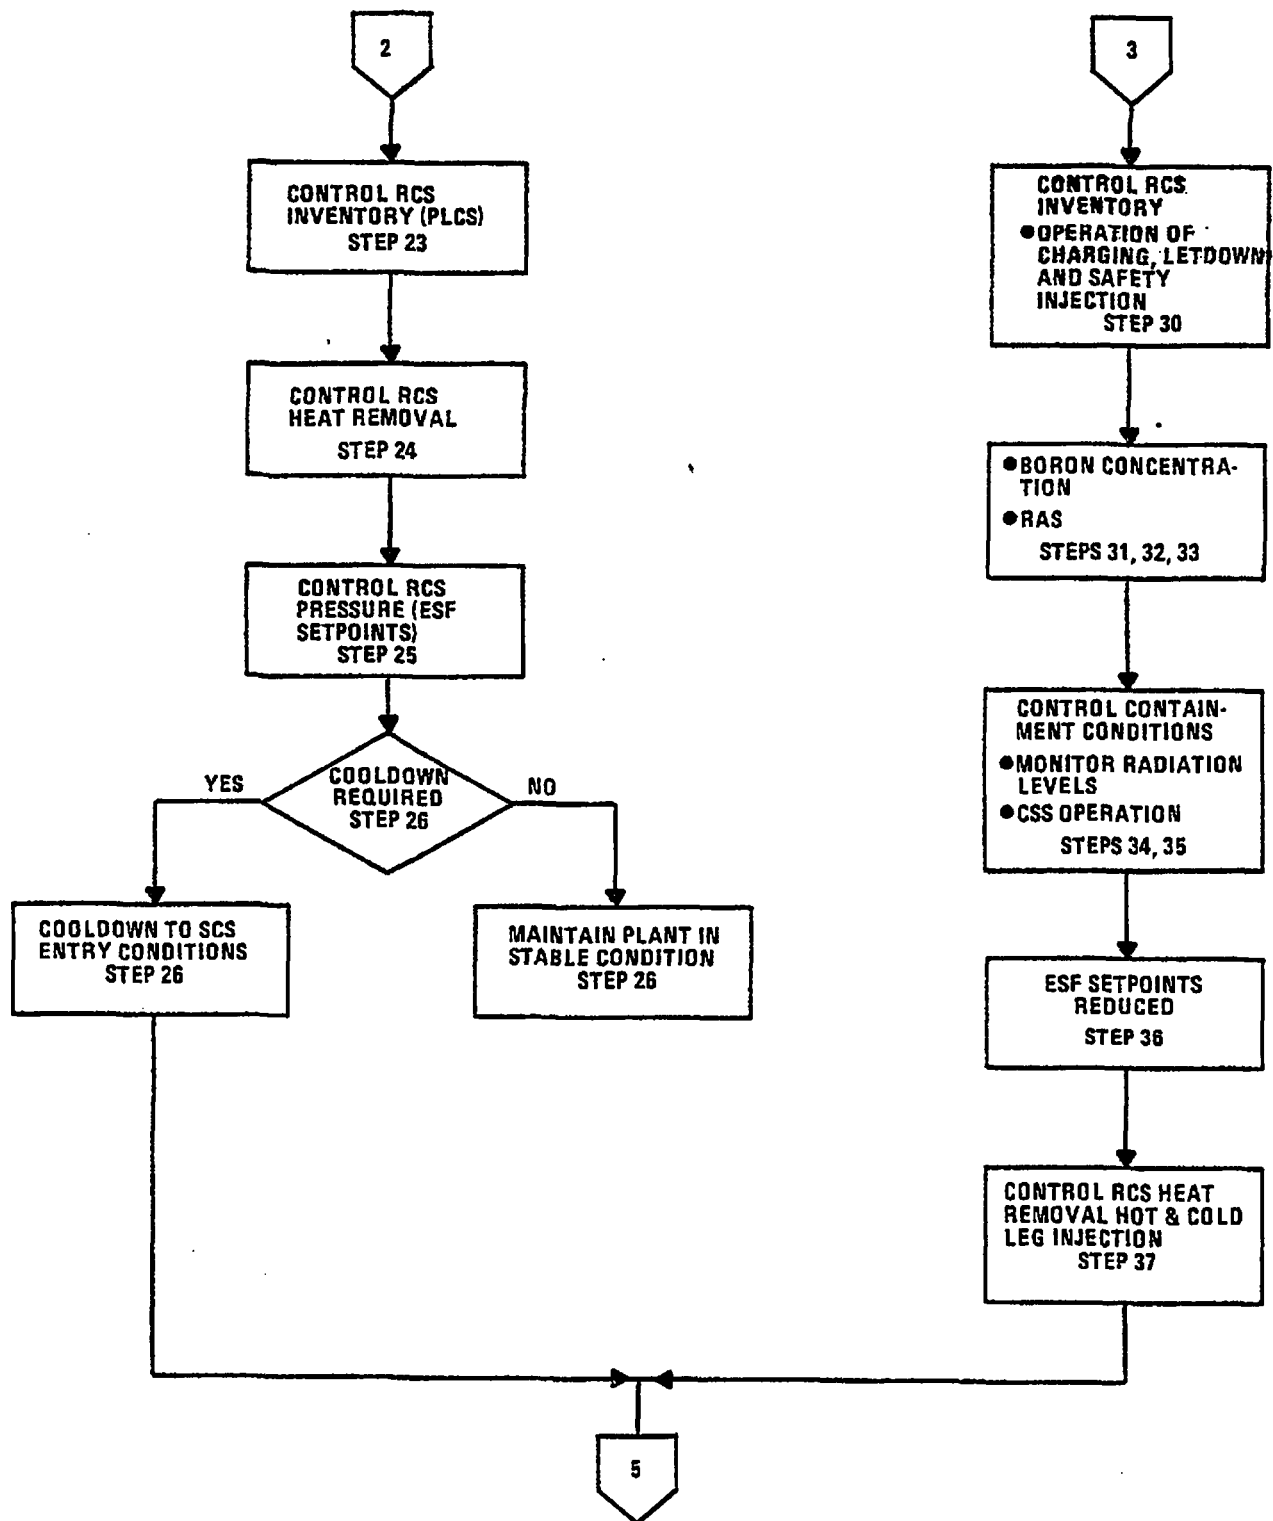 2
CONTROL RCS
INVENTORY (PLCS)
STEP 23
CONTROL RCS
HEAT REMOVAL
STEP 24
CONTROL RCS
PRESSURE (ESF
SETPOINTS)
STEP 25
YES
COOLDOWN
REQUIRED
STEP 26
NO
COOLDOWN TO SCS
ENTRY CONDITIONS
STEP 26
MAINTAIN PLANT IN
STABLE CONDITION
STEP 26
3
CONTROL RCS
INVENTORY
●OPERATION OF
CHARGING, LETDOWN
AND SAFETY
INJECTION
STEP 30
●BORON CONCENTRA-
TION
●RAS
STEPS 31, 32, 33
CONTROL CONTAIN-
MENT CONDITIONS
●MONITOR RADIATION
LEVELS
●CSS OPERATION
STEPS 34, 35
ESF SETPOINTS
REDUCED
STEP 36
CONTROL RCS HEAT
REMOVAL HOT & COLD
LEG INJECTION
STEP 37
5